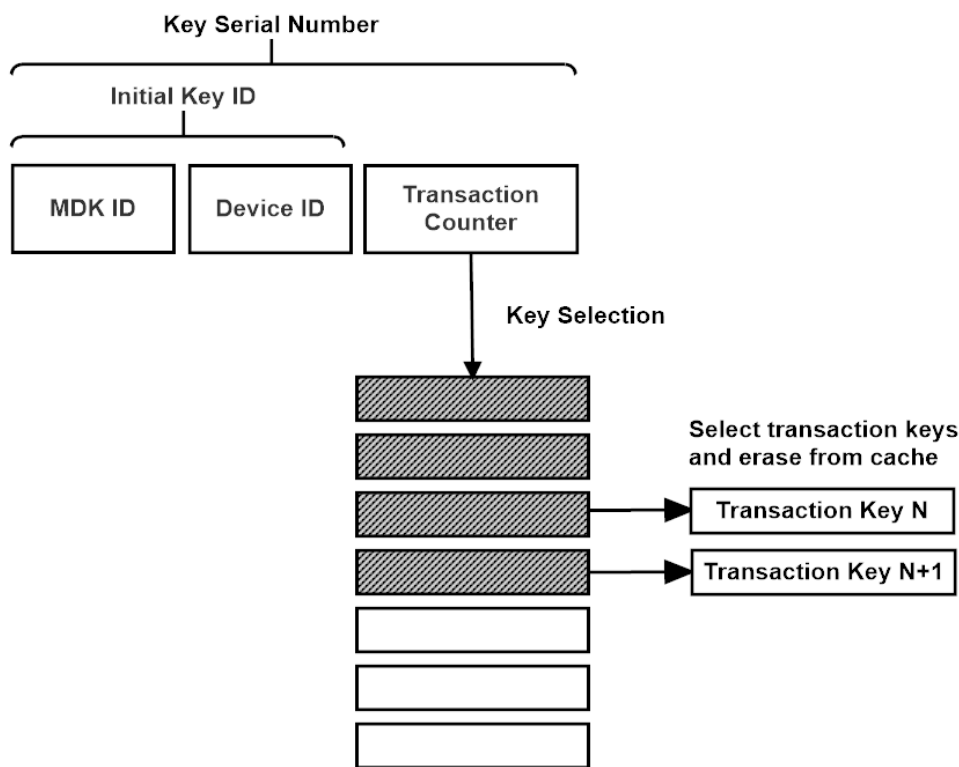 Key Serial Number
Initial Key ID
MDK ID
Device ID
Transaction
Counter
Key Selection
Select transaction keys
and erase from cache
Transaction Key N
Transaction Key N+1